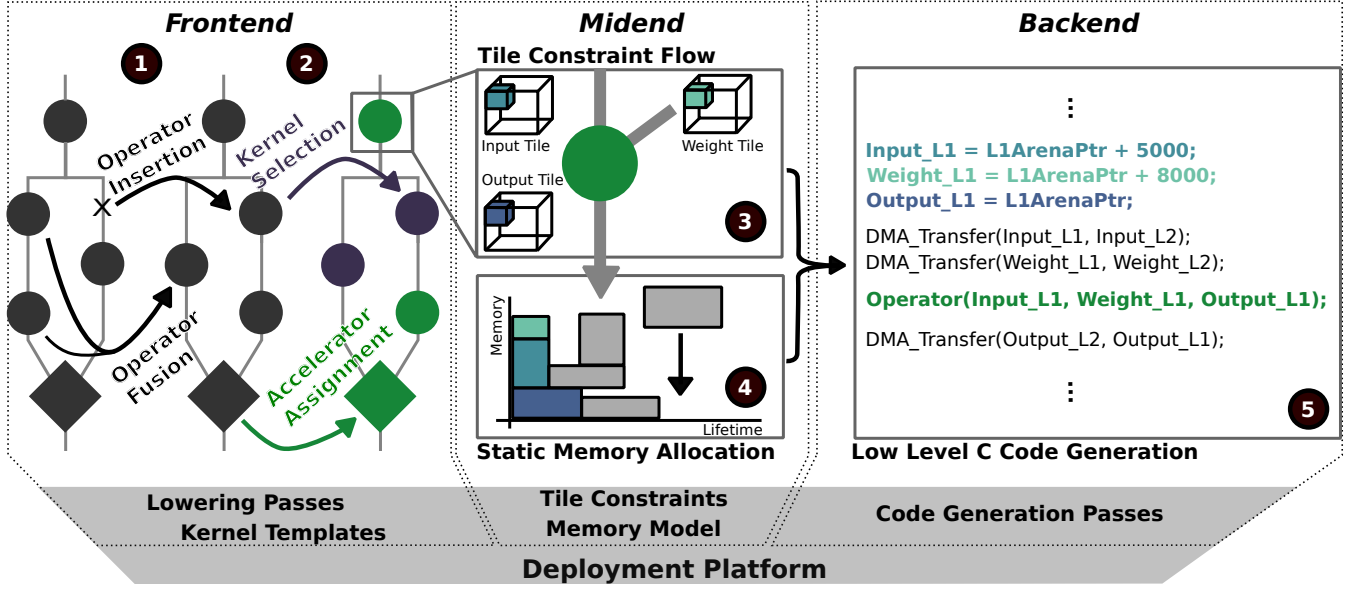 Frontend
Midend
Backend
1
2
Operator
Insertion
Kernel
Selection
X
Operator
Fusion
Accelerator
Assignment
Tile Constraint Flow
Input Tile
Weight Tile
Output Tile
3
Memory
Lifetime
4
Static Memory Allocation
⋮
Input_L1 = L1ArenaPtr + 5000;
Weight_L1 = L1ArenaPtr + 8000;
Output_L1 = L1ArenaPtr;
DMA_Transfer(Input_L1, Input_L2);
DMA_Transfer(Weight_L1, Weight_L2);
Operator(Input_L1, Weight_L1, Output_L1);
DMA_Transfer(Output_L2, Output_L1);
⋮
5
Low Level C Code Generation
Lowering Passes
Kernel Templates
Tile Constraints
Memory Model
Code Generation Passes
Deployment Platform